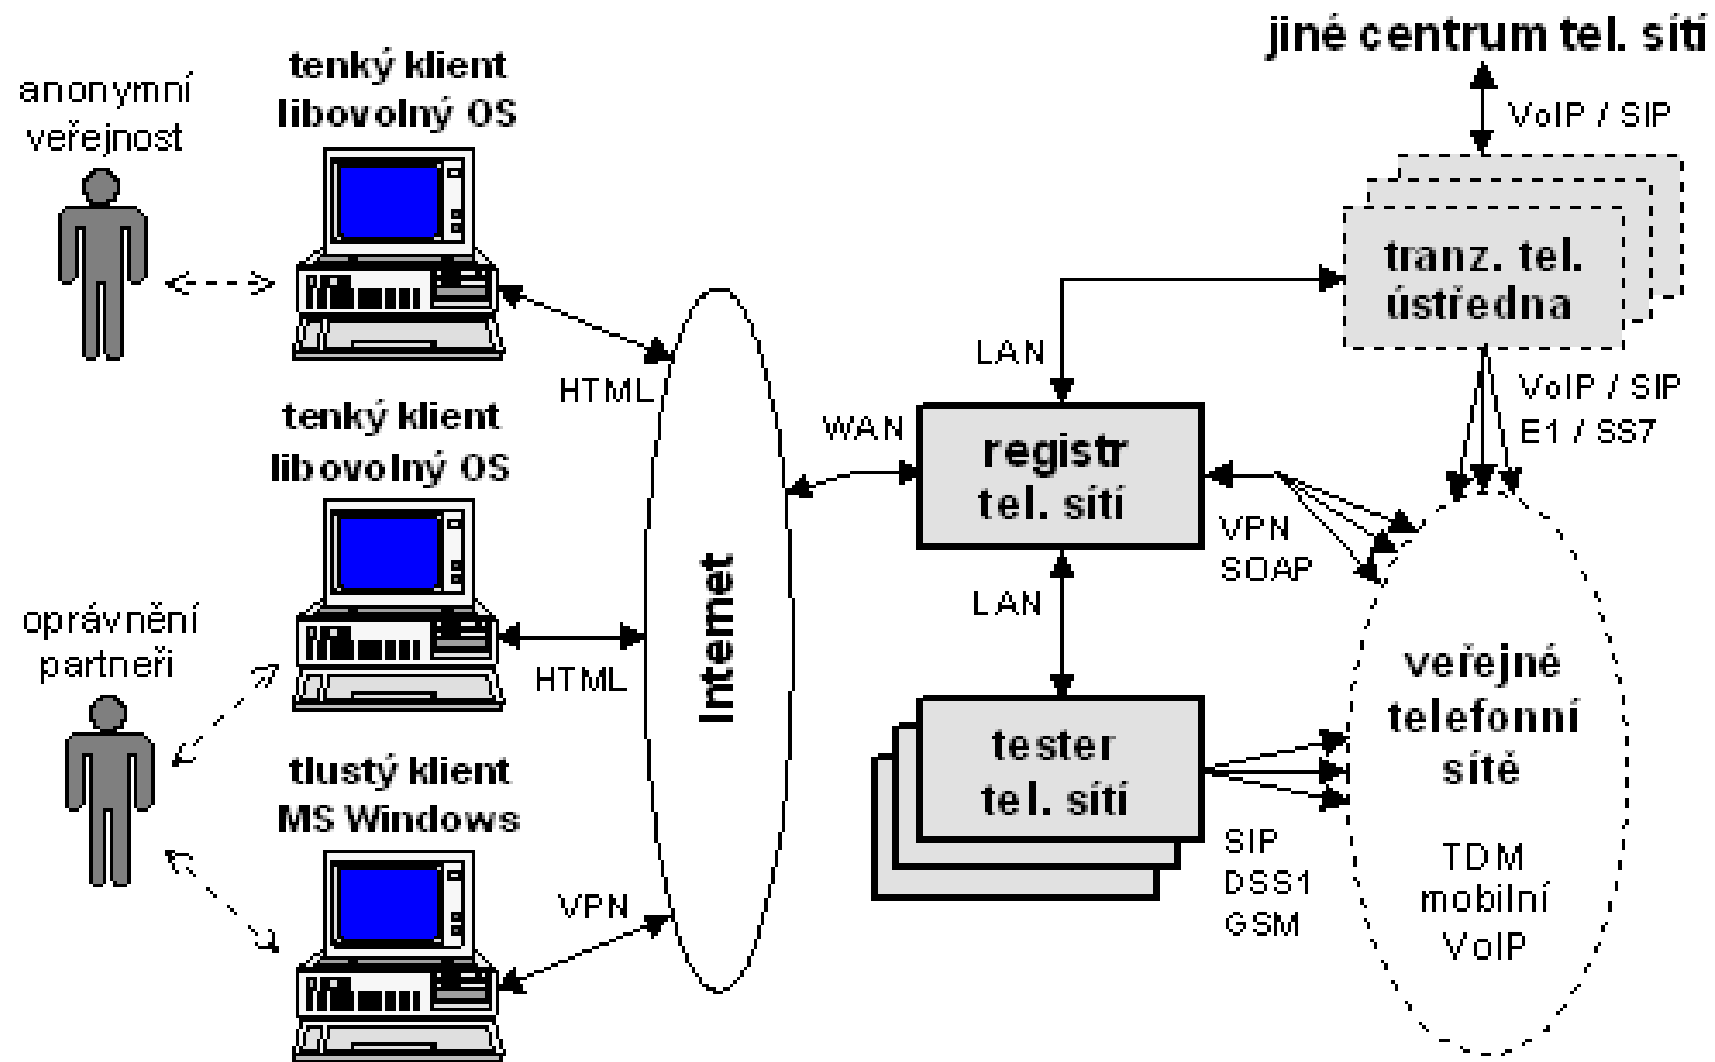 jiné centrum tel. sítí
VoIP / SIP
anonymní
veřejnost
tenký klient
libovolný OS
HTML
tranz. tel.
ústředna
LAN
VoIP / SIP
E1 / SS7
tenký klient
libovolný OS
WAN
registr
tel. sítí
VPN
SOAP
LAN
oprávnění
partneři
HTML
Internet
veřejné
telefonní
sítě
TDM
mobilní
VoIP
tester
tel. sítí
SIP
DSS1
GSM
tlustý klient
MS Windows
VPN